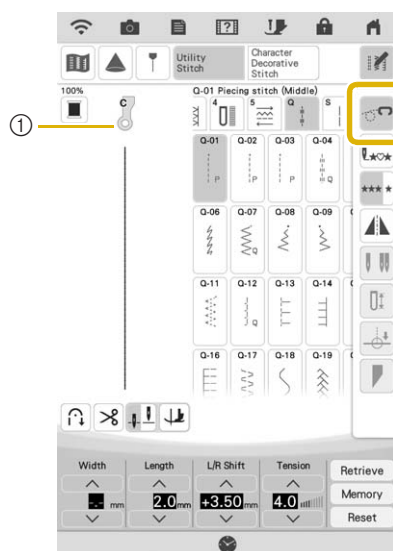 Utility
Stitch
Character
Decorative
Stitch
100%
Q-01 Piecing stitch (Middle)
C
4 5 Q S
①
Q-01 Q-02 Q-03 Q-04
P P P Q
Q-06 Q-07 Q-08 Q-09
Q
Q-11 Q-12 Q-13 Q-14
Q
Q-16 Q-17 Q-18 Q-19
Width Length L/R Shift Tension
Retrieve
-.- mm 2.0 mm +3.50 mm 4.0
Memory
Reset